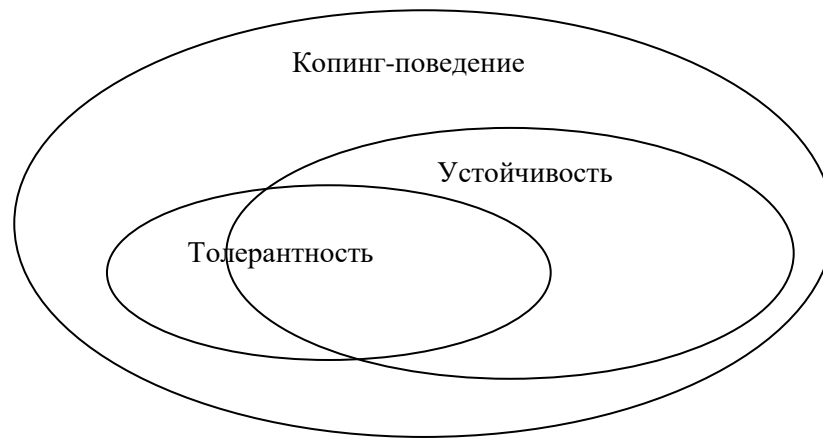 Копинг-поведение
Устойчивость
Толерантность